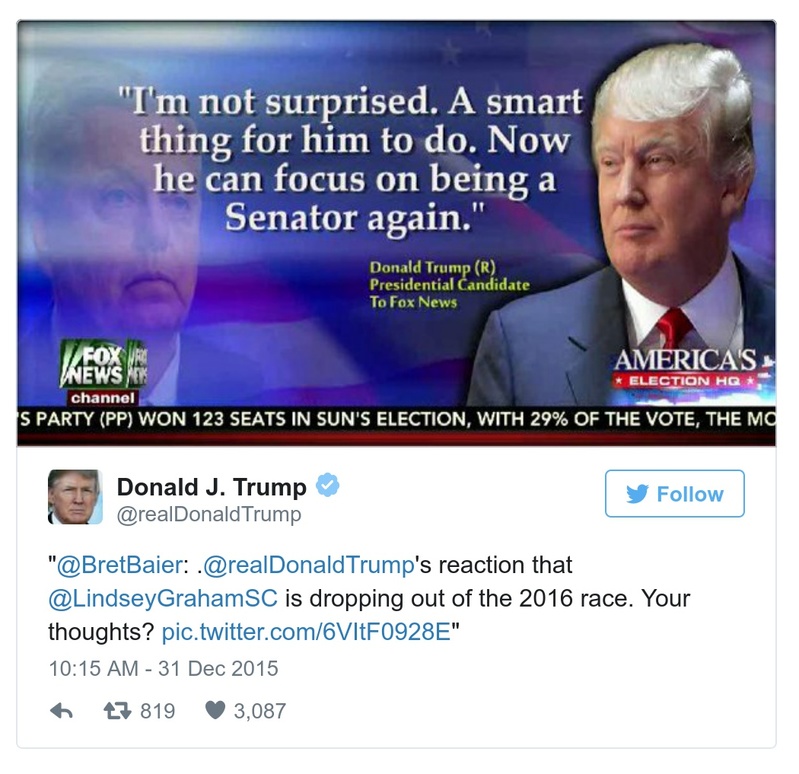 "I'm not surprised. A smart
thing for him to do. Now
he can focus on being a
Senator again."
Donald Trump (R)
Presidential Candidate
To Fox News
FOX
NEWS
channel
AMERICA'S
ELECTION HQ
'S PARTY (PP) WON 123 SEATS IN SUN'S ELECTION, WITH 29% OF THE VOTE, THE MO
Donald J. Trump
@realDonaldTrump
Follow
"@BretBaier: .@realDonaldTrump's reaction that
@LindseyGrahamSC is dropping out of the 2016 race. Your
thoughts? pic.twitter.com/6VItF0928E"
10:15 AM - 31 Dec 2015
819 3,087